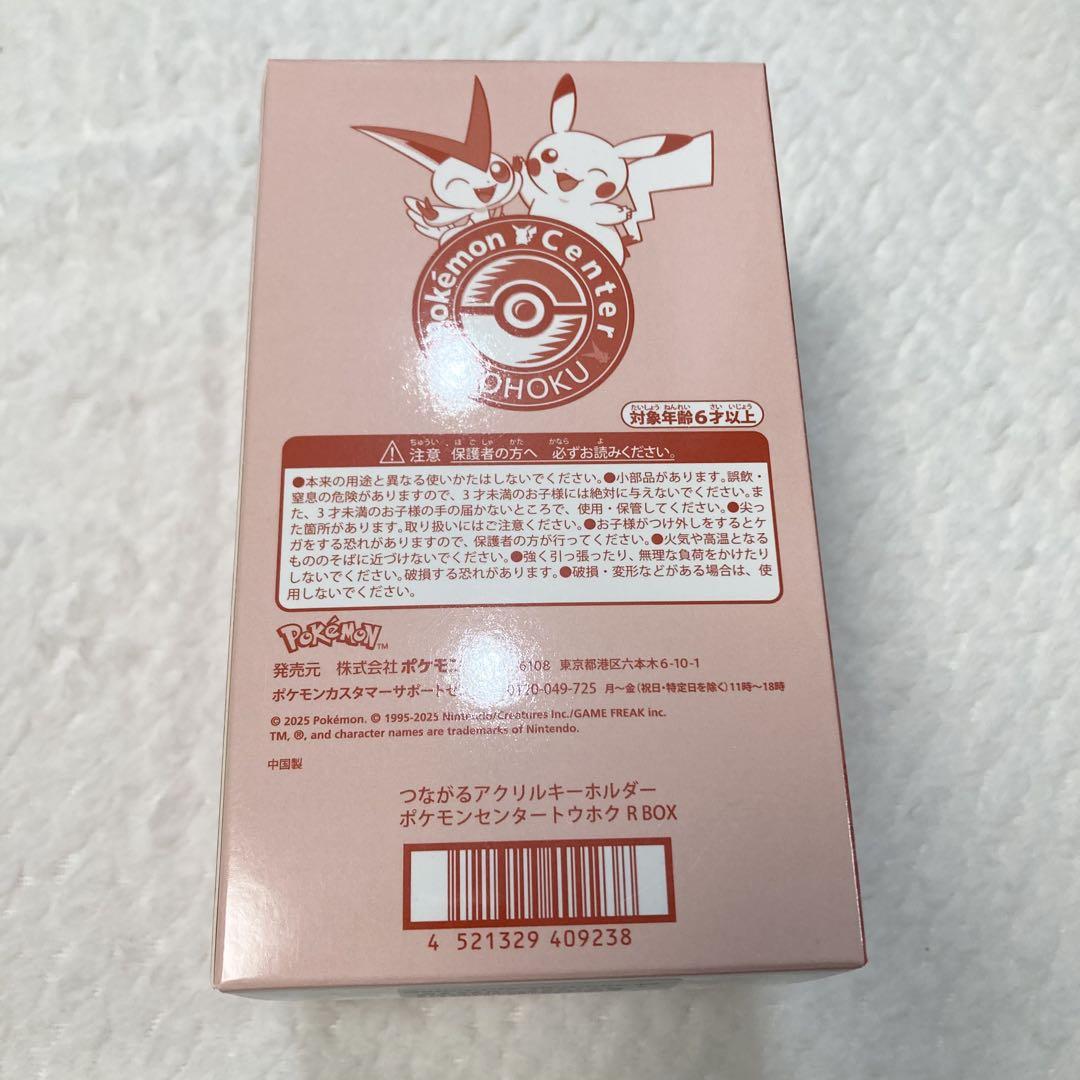 Pokémon Center
OHOKU
たいしょう ねんれい さい いじょう
対象年齢6才以上
ちゅうい ほごしゃ かた かなら よ
⚠注意 保護者の方へ 必ずお読みください。
●本来の用途と異なる使いかたはしないでください。●小部品があります。誤飲・
窒息の危険がありますので、3才未満のお子様には絶対に与えないでください。ま
た、3才未満のお子様の手の届かないところで、使用・保管してください。●尖っ
た箇所があります。取り扱いにはご注意ください。●お子様がつけ外しをするとケ
ガをする恐れがありますので、保護者の方が行ってください。●火気や高温となる
もののそばに近づけないでください。●強く引っ張ったり、無理な負荷をかけたり
しないでください。破損する恐れがあります。●破損・変形などがある場合は、使
用しないでください。
POKéMON™
発売元 株式会社ポケモン 6108 東京都港区六本木6-10-1
ポケモンカスタマーサポートセ 0120-049-725 月〜金(祝日・特定日を除く)11時〜18時
© 2025 Pokémon. © 1995-2025 Nintendo/Creatures Inc./GAME FREAK inc.
TM, ®, and character names are trademarks of Nintendo.
中国製
つながるアクリルキーホルダー
ポケモンセンタートウホク R BOX
4 521329 409238